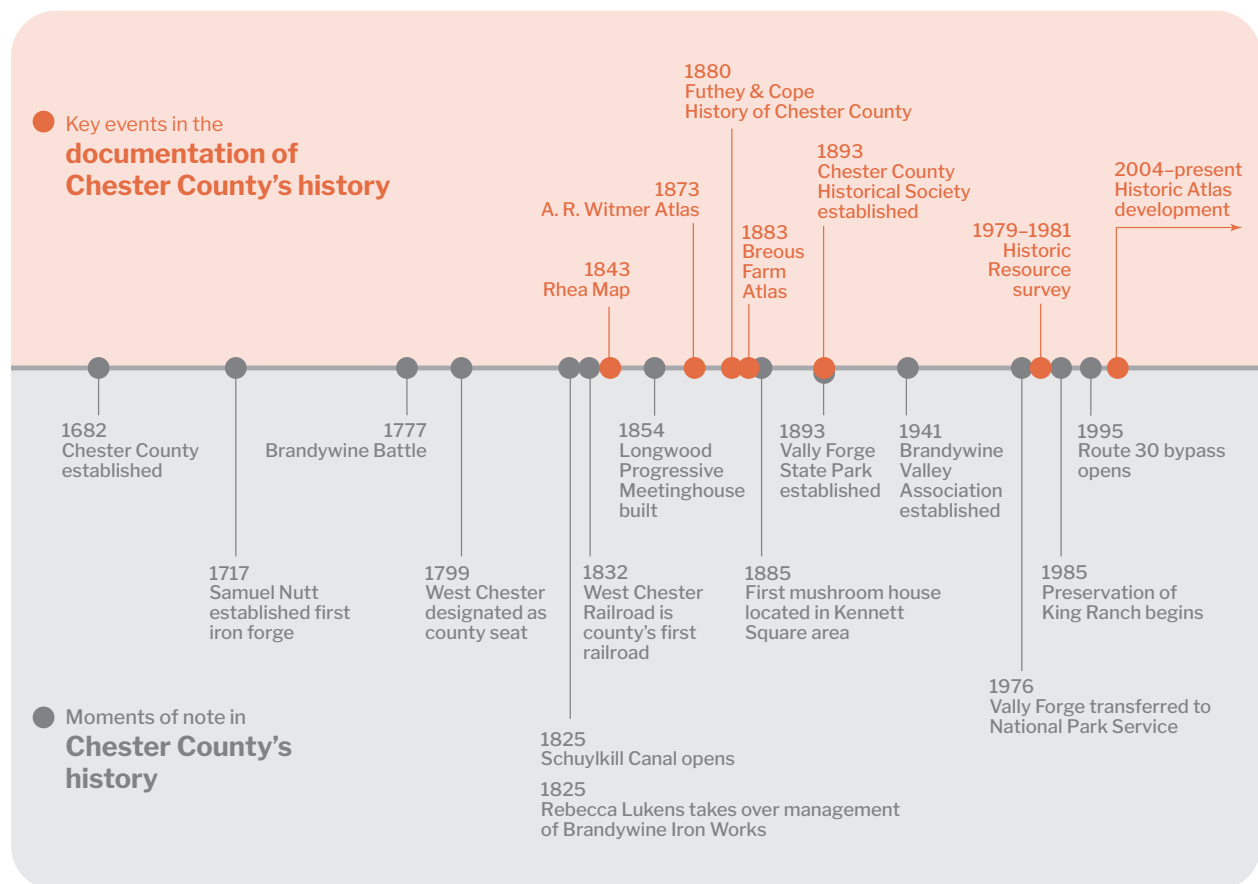 Key events in the
documentation of
Chester County's history
1880
Futhey & Cope
History of Chester County
1893
Chester County
Historical Society
established
2004–present
Historic Atlas
development
1873
A. R. Witmer Atlas
1883
Breous
Farm
Atlas
1979–1981
Historic
Resource
survey
1843
Rhea Map
1682
Chester County
established
1777
Brandywine Battle
1854
Longwood
Progressive
Meetinghouse
built
1893
Vally Forge
State Park
established
1941
Brandywine
Valley
Association
established
1995
Route 30 bypass
opens
1717
Samuel Nutt
established first
iron forge
1799
West Chester
designated as
county seat
1832
West Chester
Railroad is
county's first
railroad
1885
First mushroom house
located in Kennett
Square area
1985
Preservation of
King Ranch begins
1976
Vally Forge transferred to
National Park Service
Moments of note in
Chester County's
history
1825
Schuylkill Canal opens
1825
Rebecca Lukens takes over management
of Brandywine Iron Works